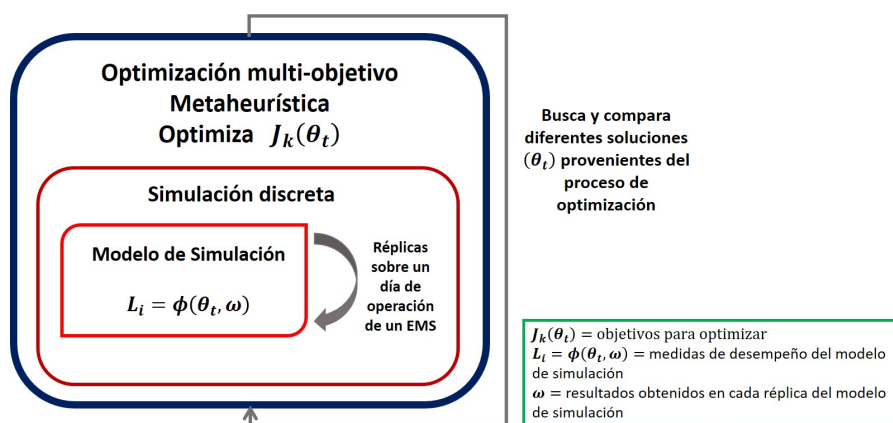 Optimización multi-objetivo
Metaheurística
Optimiza J_k(θ_t)
Simulación discreta
Modelo de Simulación
L_i = ϕ(θ_t, ω)
Réplicas
sobre un
día de
operación
de un EMS
Busca y compara
diferentes soluciones
(θ_t) provenientes del
proceso de
optimización
J_k(θ_t) = objetivos para optimizar
L_i = ϕ(θ_t, ω) = medidas de desempeño del modelo
de simulación
ω = resultados obtenidos en cada réplica del modelo
de simulación